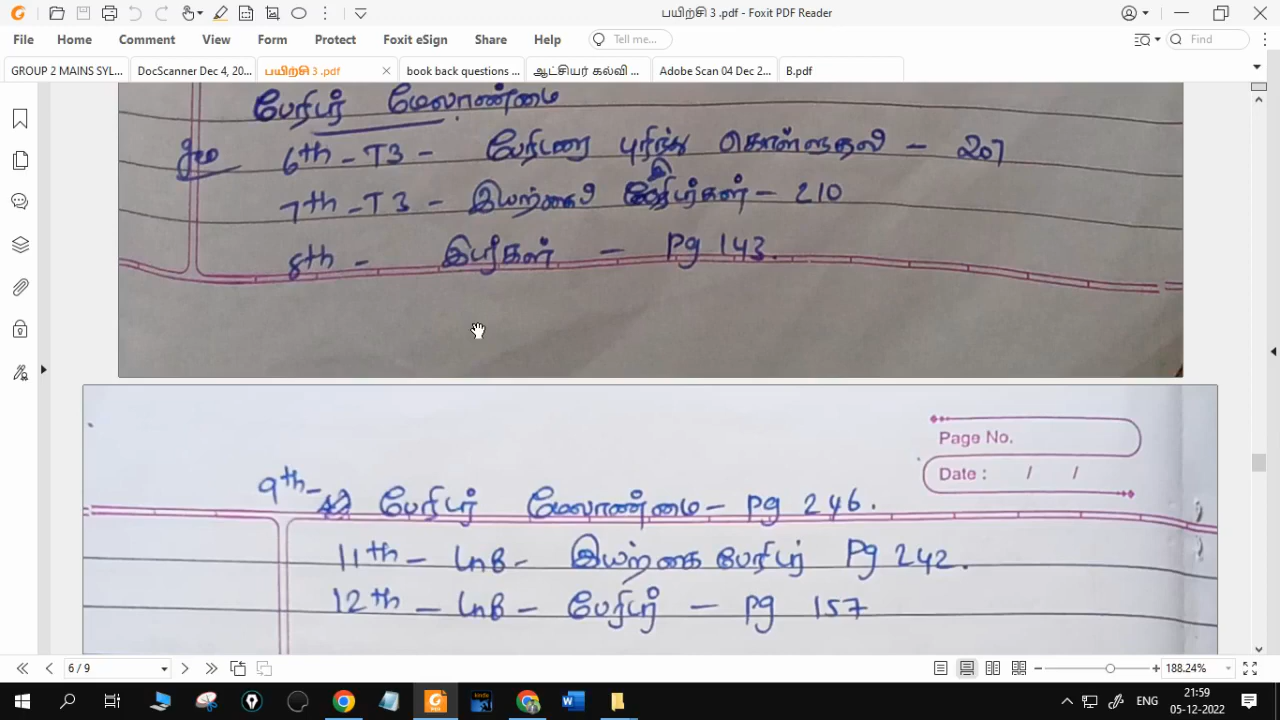 பயிற்சி 3 .pdf - Foxit PDF Reader
File Home Comment View Form Protect Foxit eSign Share Help Tell me... Find
GROUP 2 MAINS SYL... DocScanner Dec 4, 20... பயிற்சி 3 .pdf book back questions ... ஆட்சியர் கல்வி ... Adobe Scan 04 Dec 2... B.pdf
பேரிடர் மேலாண்மை
6th - T3 - பேரிடரை புரிந்து கொள்ளுதல் - 207
7th - T3 - இயற்கை இடர்கள் - 210
8th - இடர்கள் - Pg 143.
Page No.
Date : / /
9th - பேரிடர் மேலாண்மை - pg 246.
11th - பேரிடர் இயற்கை Pg 242.
12th - பேரிடர் - pg 157
6 / 9 188.24%
ENG 21:59
05-12-2022